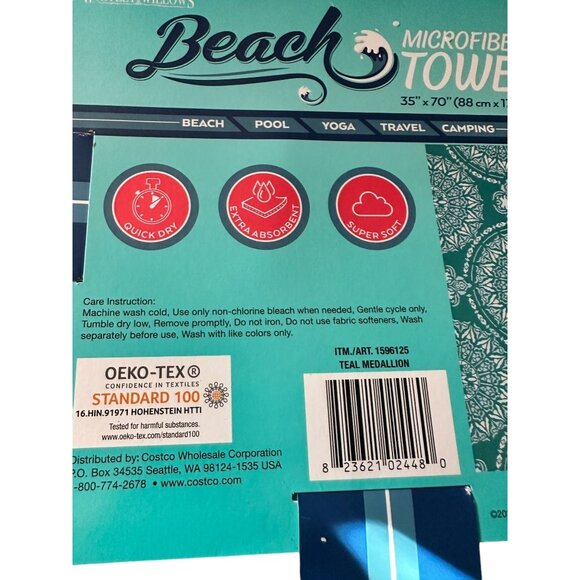 WILLOWS
Beach
MICROFIBE
TOWE
35" x 70" (88 cm x 1
BEACH POOL YOGA TRAVEL CAMPING
QUICK DRY
EXTRA ABSORBENT
SUPER SOFT
Care Instruction:
Machine wash cold, Use only non-chlorine bleach when needed, Gentle cycle only,
Tumble dry low, Remove promptly, Do not iron, Do not use fabric softeners, Wash
separately before use, Wash with like colors only.
OEKO-TEX®
CONFIDENCE IN TEXTILES
STANDARD 100
16.HIN.91971 HOHENSTEIN HTTI
Tested for harmful substances.
www.oeko-tex.com/standard100
ITM./ART. 1596125
TEAL MEDALLION
8 23621 02448 0
Distributed by: Costco Wholesale Corporation
P.O. Box 34535 Seattle, WA 98124-1535 USA
-800-774-2678 • www.costco.com
©20